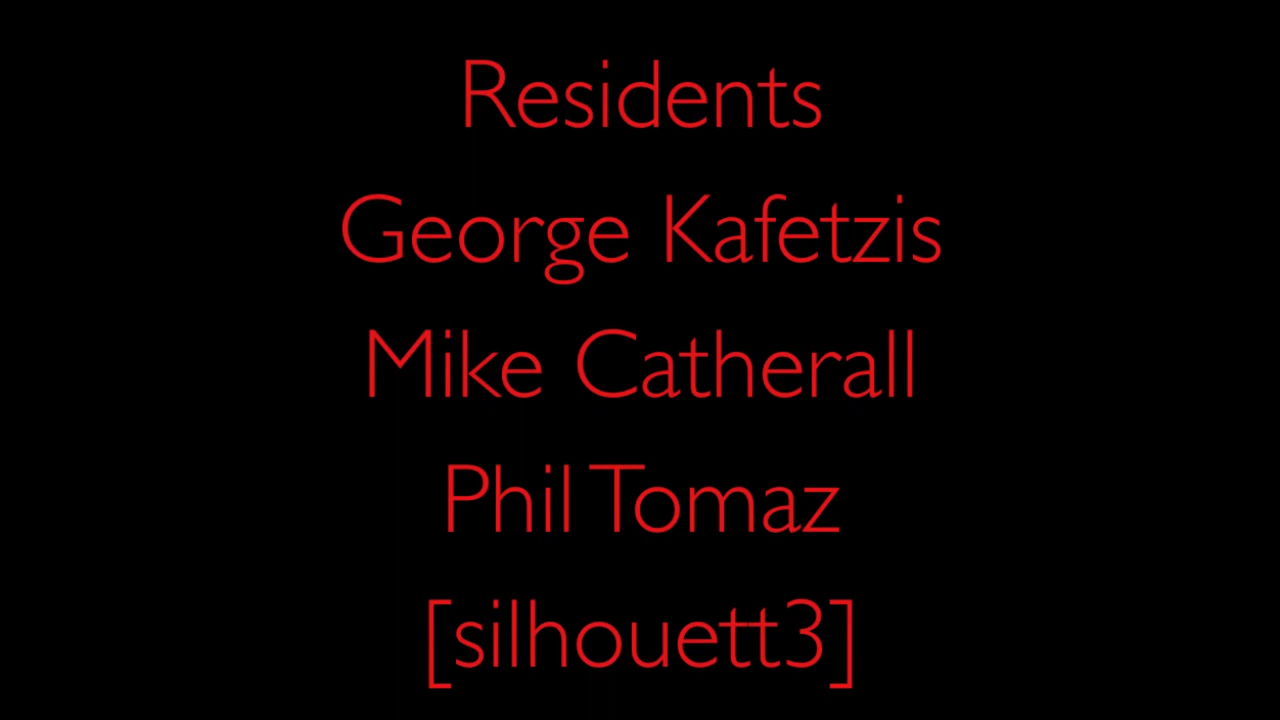 Residents
George Kafetzis
Mike Catherall
Phil Tomaz
[silhouett3]